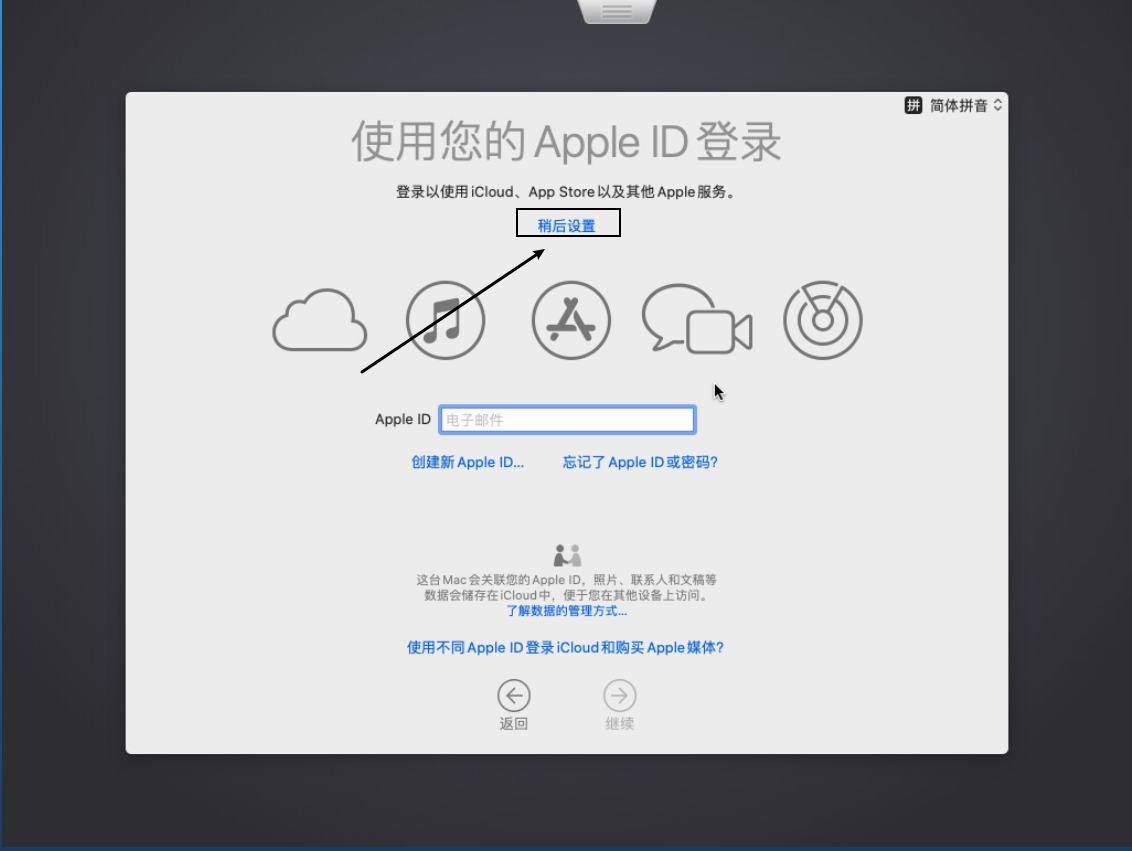 拼 简体拼音
使用您的 Apple ID 登录
登录以使用 iCloud、App Store 以及其他 Apple 服务。
稍后设置
Apple ID 电子邮件
创建新 Apple ID... 忘记了 Apple ID 或密码?
这台 Mac 会关联您的 Apple ID，照片、联系人和文稿等
数据会储存在 iCloud 中，便于您在其他设备上访问。
了解数据的管理方式...
使用不同 Apple ID 登录 iCloud 和购买 Apple 媒体?
返回 继续